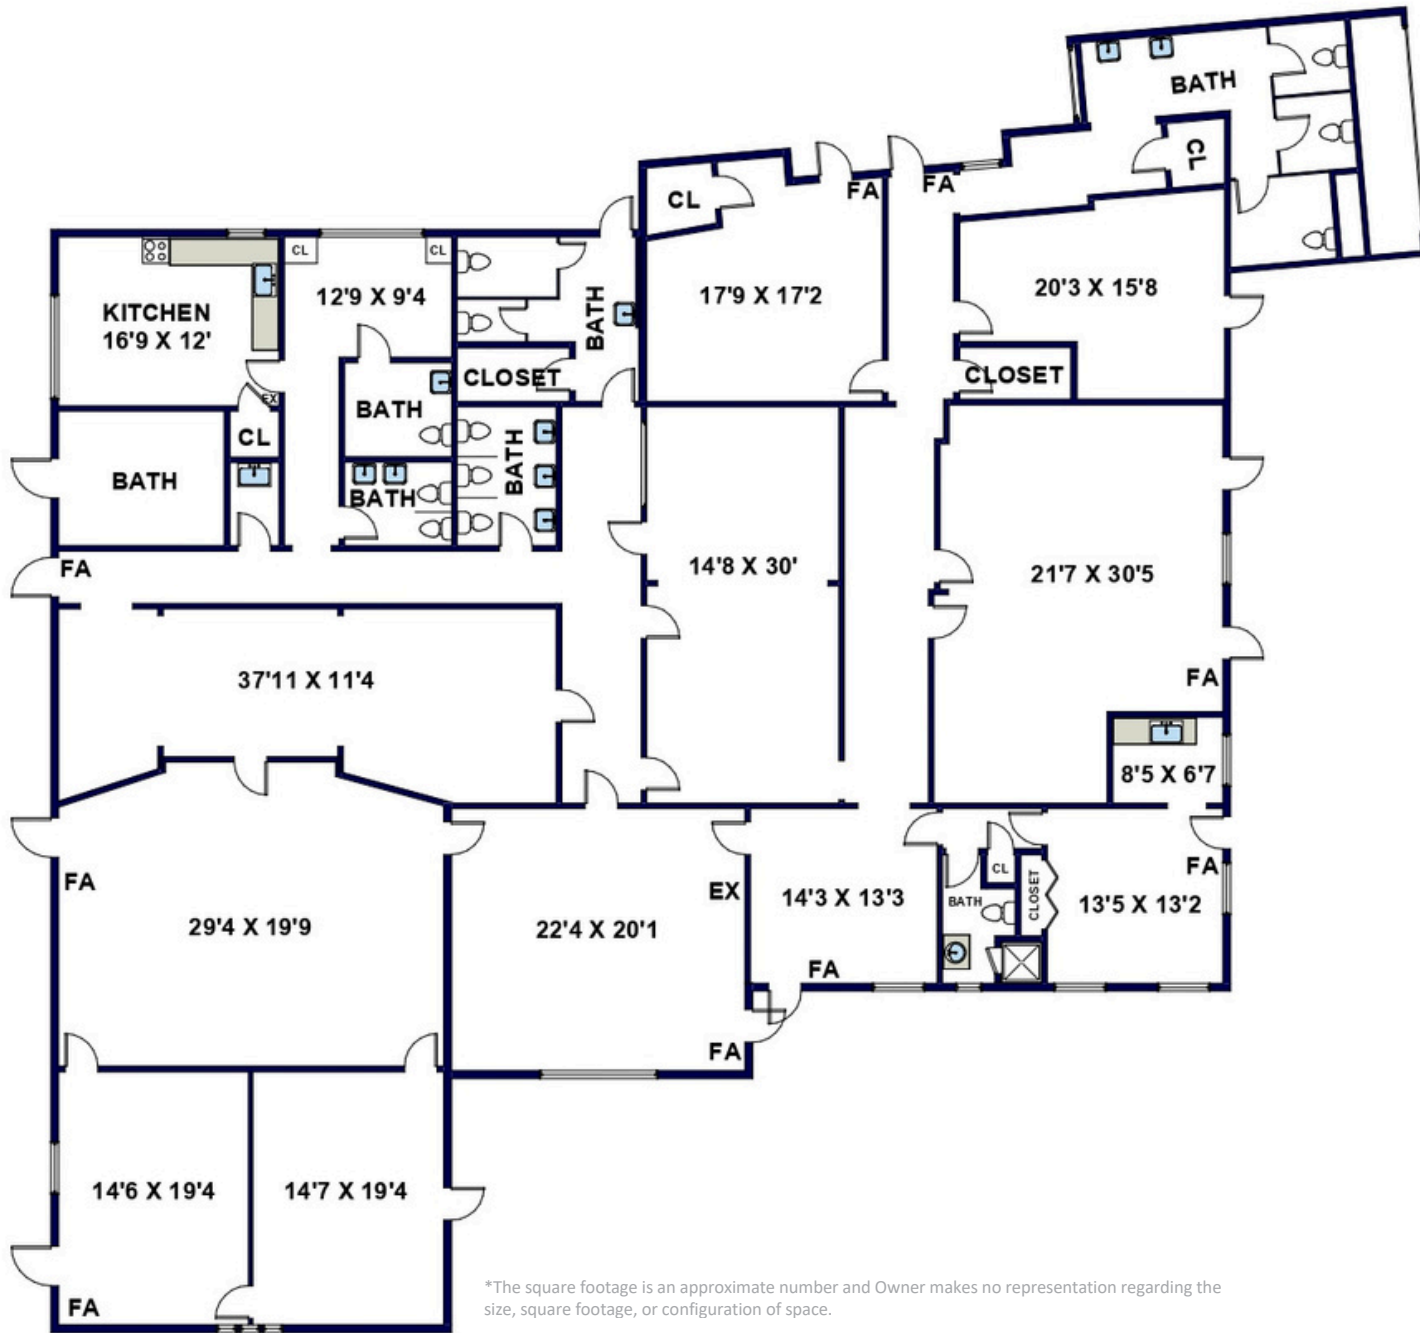 BATH
CL
CL
FA
FA
CL
CL
KITCHEN
16'9 X 12'
12'9 X 9'4
BATH
17'9 X 17'2
20'3 X 15'8
CLOSET
CLOSET
EX
BATH
CL
BATH
BATH
BATH
FA
14'8 X 30'
21'7 X 30'5
37'11 X 11'4
FA
8'5 X 6'7
FA
EX
14'3 X 13'3
CL
BATH
CLOSET
FA
13'5 X 13'2
29'4 X 19'9
22'4 X 20'1
FA
FA
14'6 X 19'4
14'7 X 19'4
FA
*The square footage is an approximate number and Owner makes no representation regarding the
size, square footage, or configuration of space.